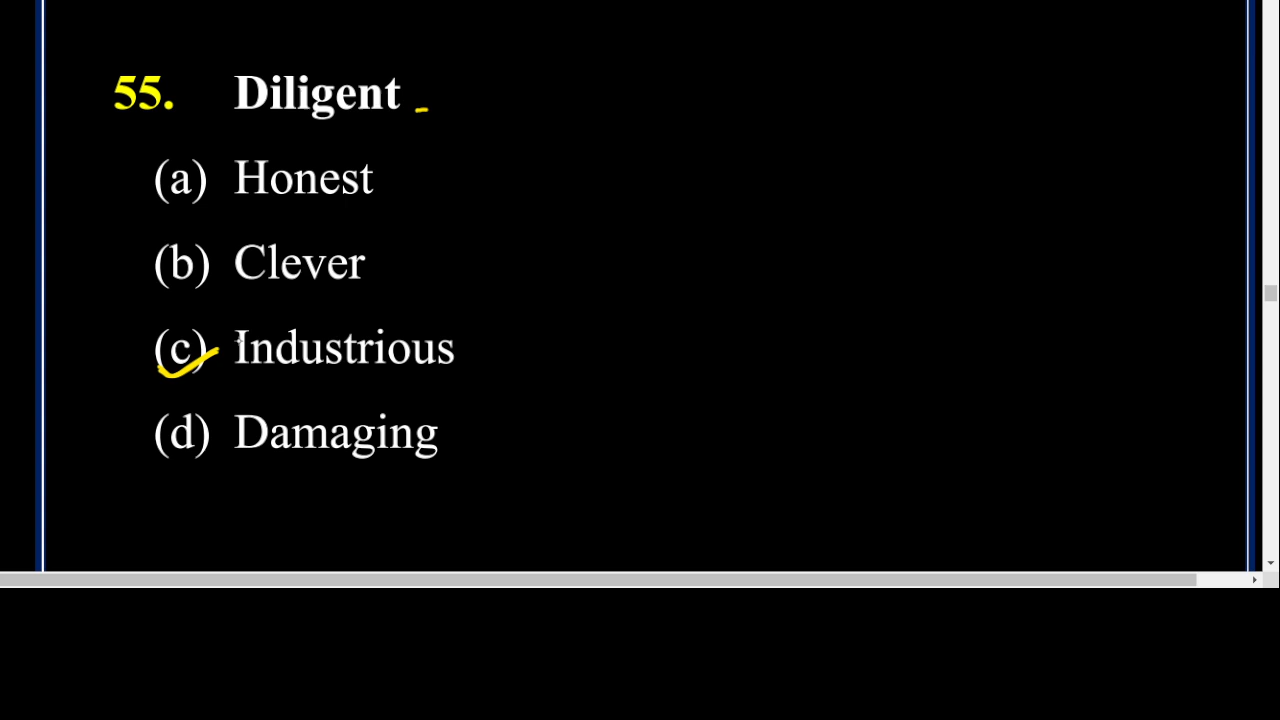 55. Diligent -
(a) Honest
(b) Clever
(c) Industrious
(d) Damaging